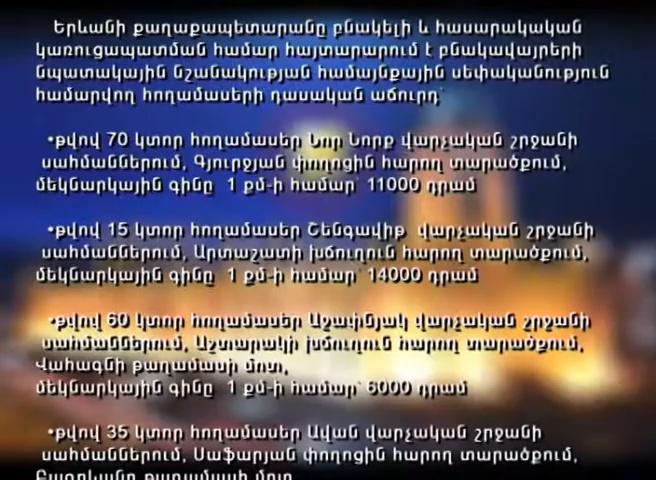 Երևանի քաղաքապետարանը բնակելի և հասարակական
կառուցապատման համար հայտարարում է բնակավայրերի
նպատակային նշանակության համայնքային սեփականություն
համարվող հողամասերի դասական աճուրդ՝
•թվով 70 կտոր հողամասեր Նոր Նորք վարչական շրջանի
սահմաններում, Գյուրջյան փողոցին հարող տարածքում,
մեկնարկային գինը 1 քմ-ի համար՝ 11000 դրամ
•թվով 15 կտոր հողամասեր Շենգավիթ վարչական շրջանի
սահմաններում, Արտաշատի խճուղուն հարող տարածքում,
մեկնարկային գինը 1 քմ-ի համար՝ 14000 դրամ
•թվով 60 կտոր հողամասեր Աջափնյակ վարչական շրջանի
սահմաններում, Աշտարակի խճուղուն հարող տարածքում,
Վահագնի թաղամասի մոտ,
մեկնարկային գինը 1 քմ-ի համար՝ 6000 դրամ
•թվով 35 կտոր հողամասեր Ավան վարչական շրջանի
սահմաններում, Սաֆարյան փողոցին հարող տարածքում,
թաղամասի մոտ